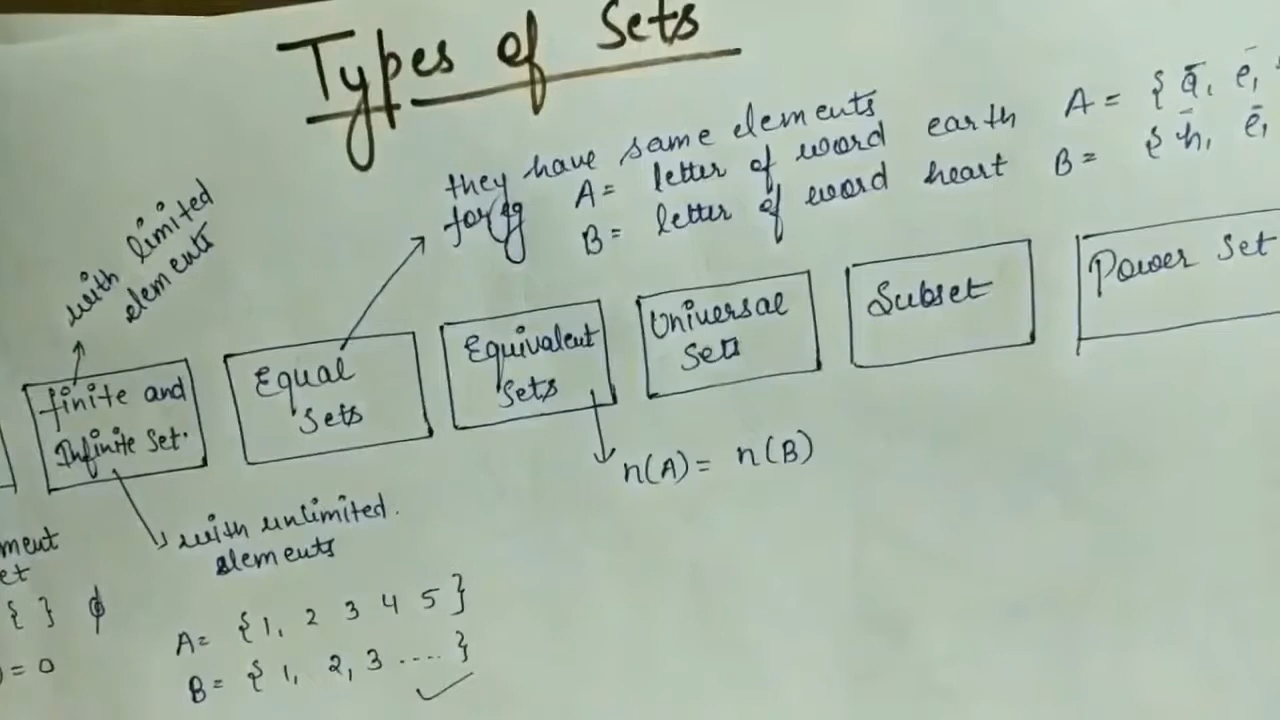 Types of Sets
they have same elements
for eg A= letter of word earth A = { a, e,
B= letter of word heart B= { h, e,
with limited
elements
finite and
Infinite Set.
Equal
Sets
Equivalent
Sets
Universal
Sets
Subset
Power Set
n(A) = n(B)
with unlimited.
elements
ment
et
{ } ϕ
) = 0
A= {1, 2 3 4 5}
B= { 1, 2, 3 .... }